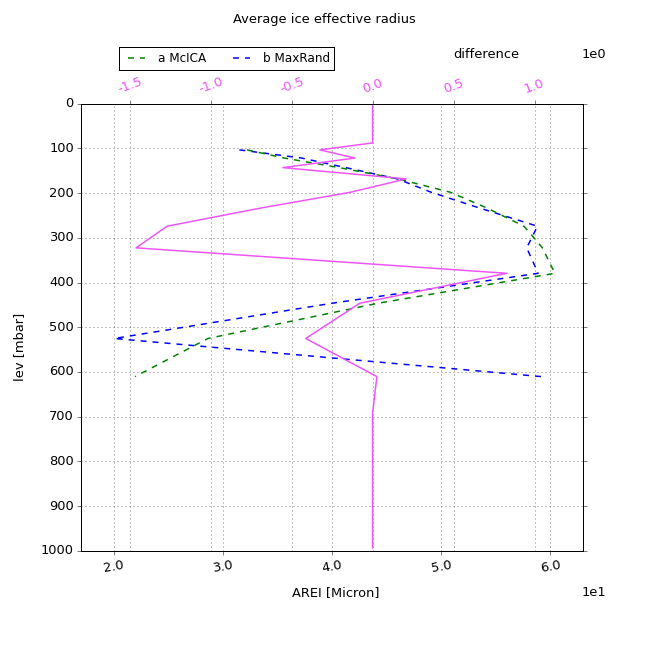 Average ice effective radius
a McICA b MaxRand difference 1e0
-1.5 -1.0 -0.5 0.0 0.5 1.0
0
100
200
300
400
500
600
700
800
900
1000
lev [mbar]
2.0 3.0 4.0 5.0 6.0
AREI [Micron] 1e1